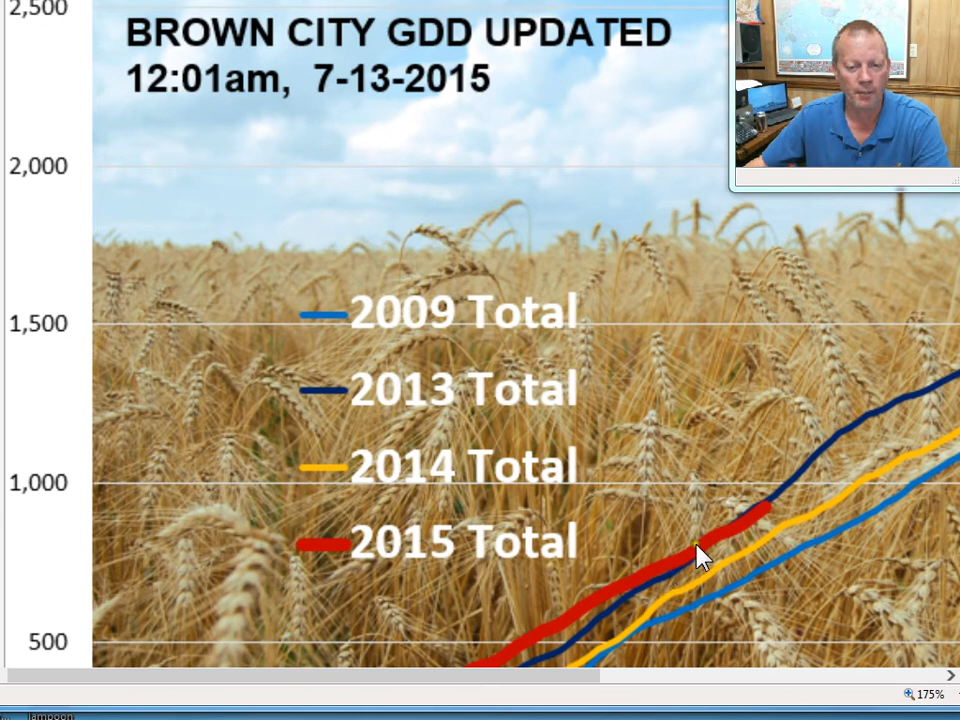 2,500
BROWN CITY GDD UPDATED
12:01am, 7-13-2015
2,000
1,500
1,000
500
2009 Total
2013 Total
2014 Total
2015 Total
175%